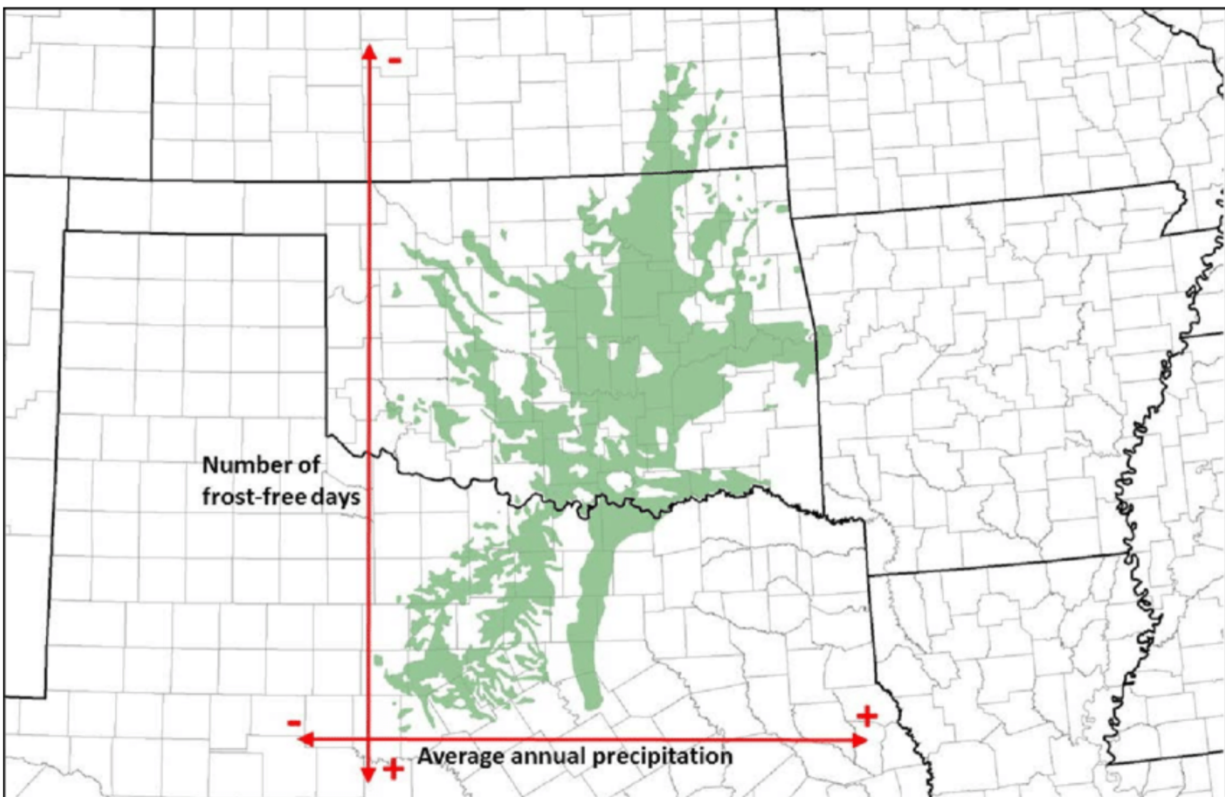 -
Number of
frost-free days
-
+
+
Average annual precipitation